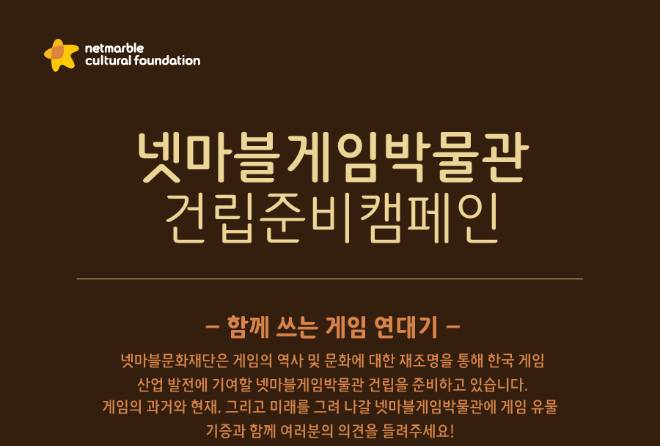 netmarble
cultural foundation
넷마블게임박물관
건립준비캠페인
– 함께 쓰는 게임 연대기 –
넷마블문화재단은 게임의 역사 및 문화에 대한 재조명을 통해 한국 게임
산업 발전에 기여할 넷마블게임박물관 건립을 준비하고 있습니다.
게임의 과거와 현재, 그리고 미래를 그려 나갈 넷마블게임박물관에 게임 유물
기증과 함께 여러분의 의견을 들려주세요!